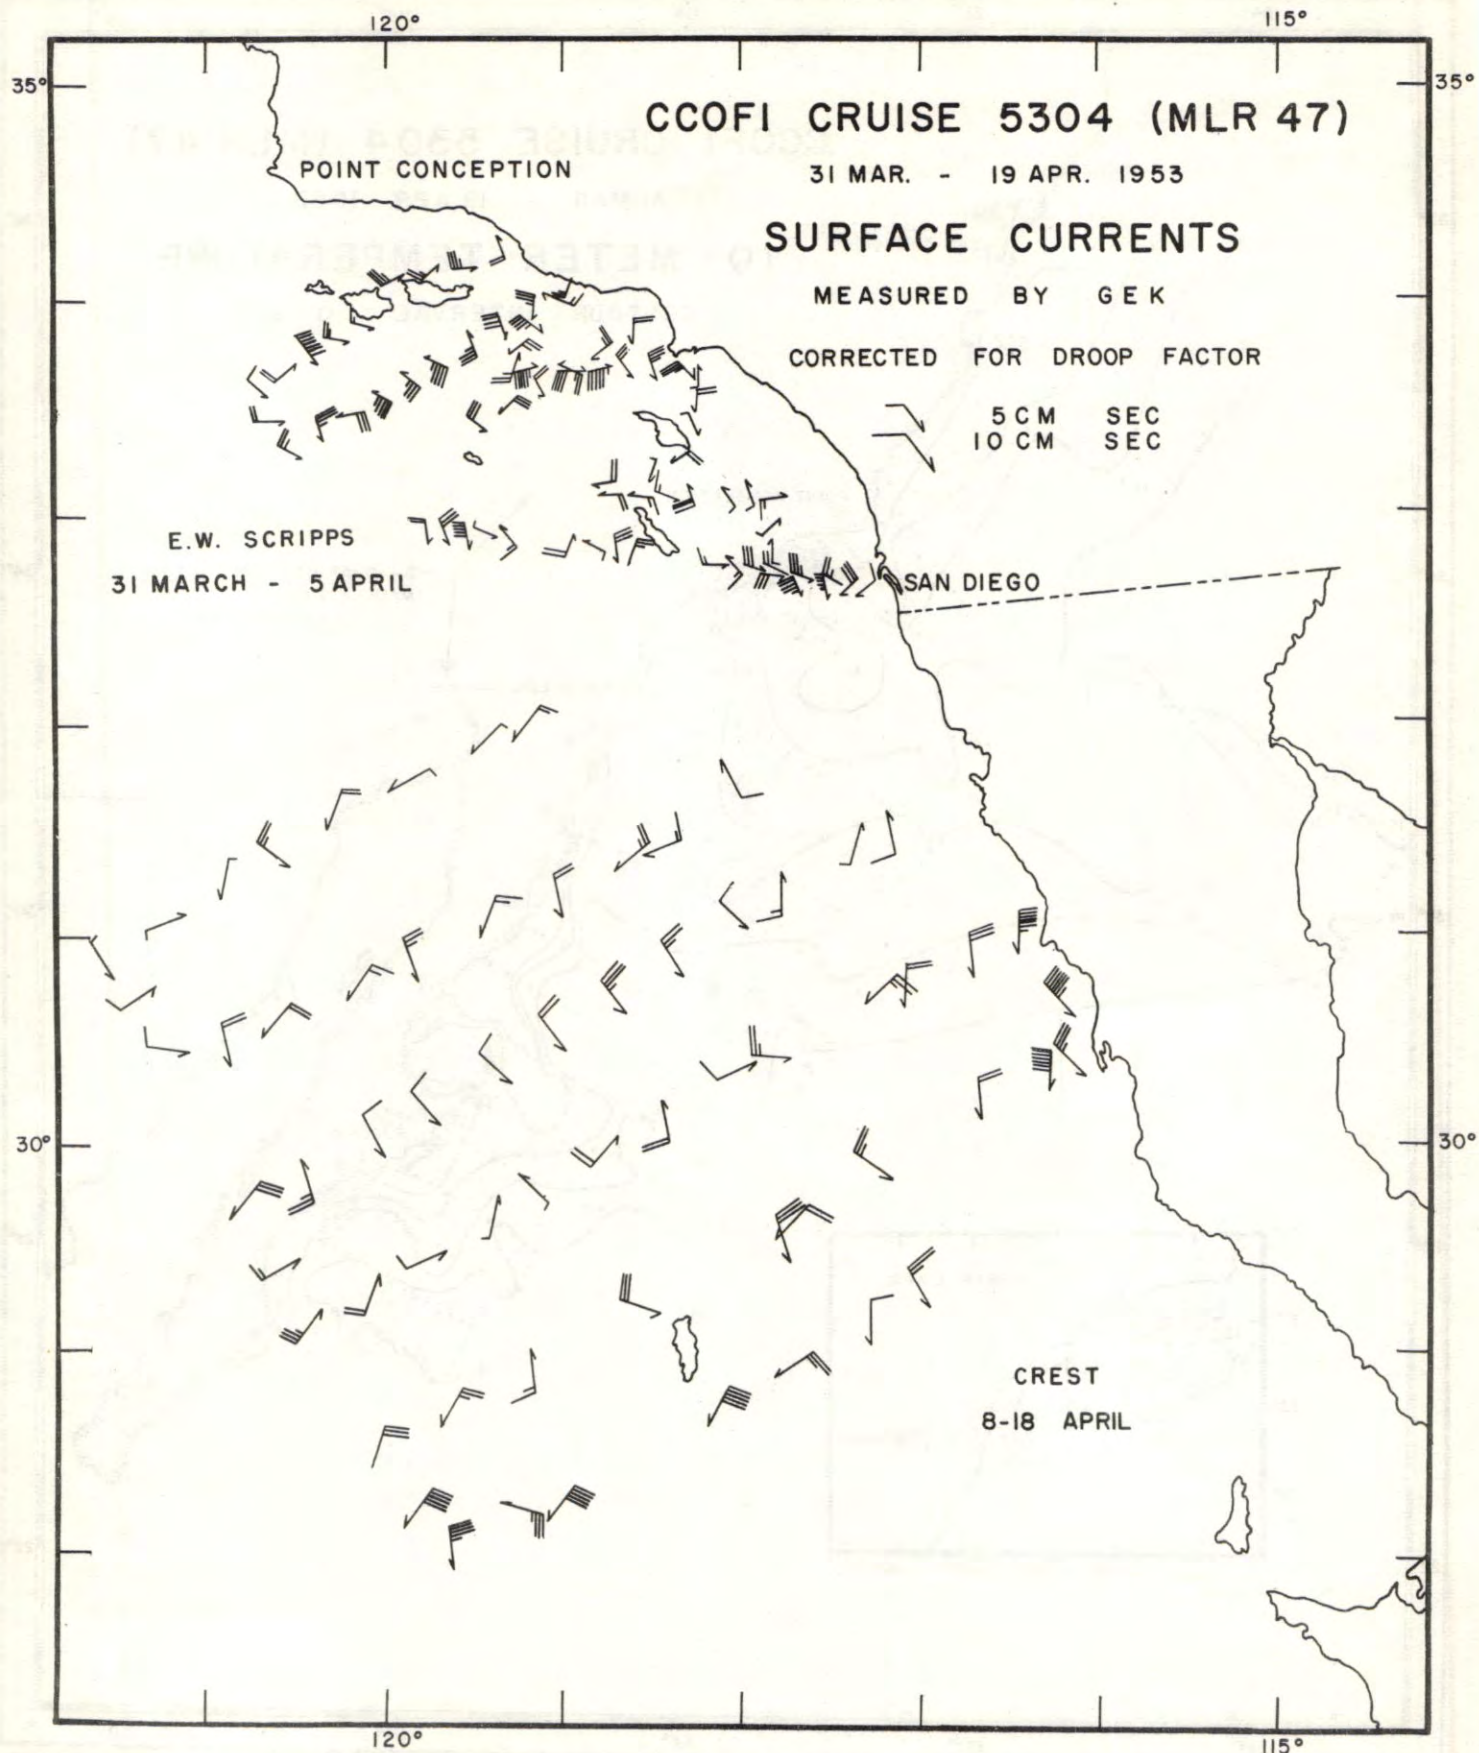 120° 115°
35° 35°
CCOFI CRUISE 5304 (MLR 47)
POINT CONCEPTION
31 MAR. - 19 APR. 1953
SURFACE CURRENTS
MEASURED BY GEK
CORRECTED FOR DROOP FACTOR
5 CM SEC
10 CM SEC
E.W. SCRIPPS
31 MARCH - 5 APRIL
SAN DIEGO
30° 30°
CREST
8-18 APRIL
120° 115°